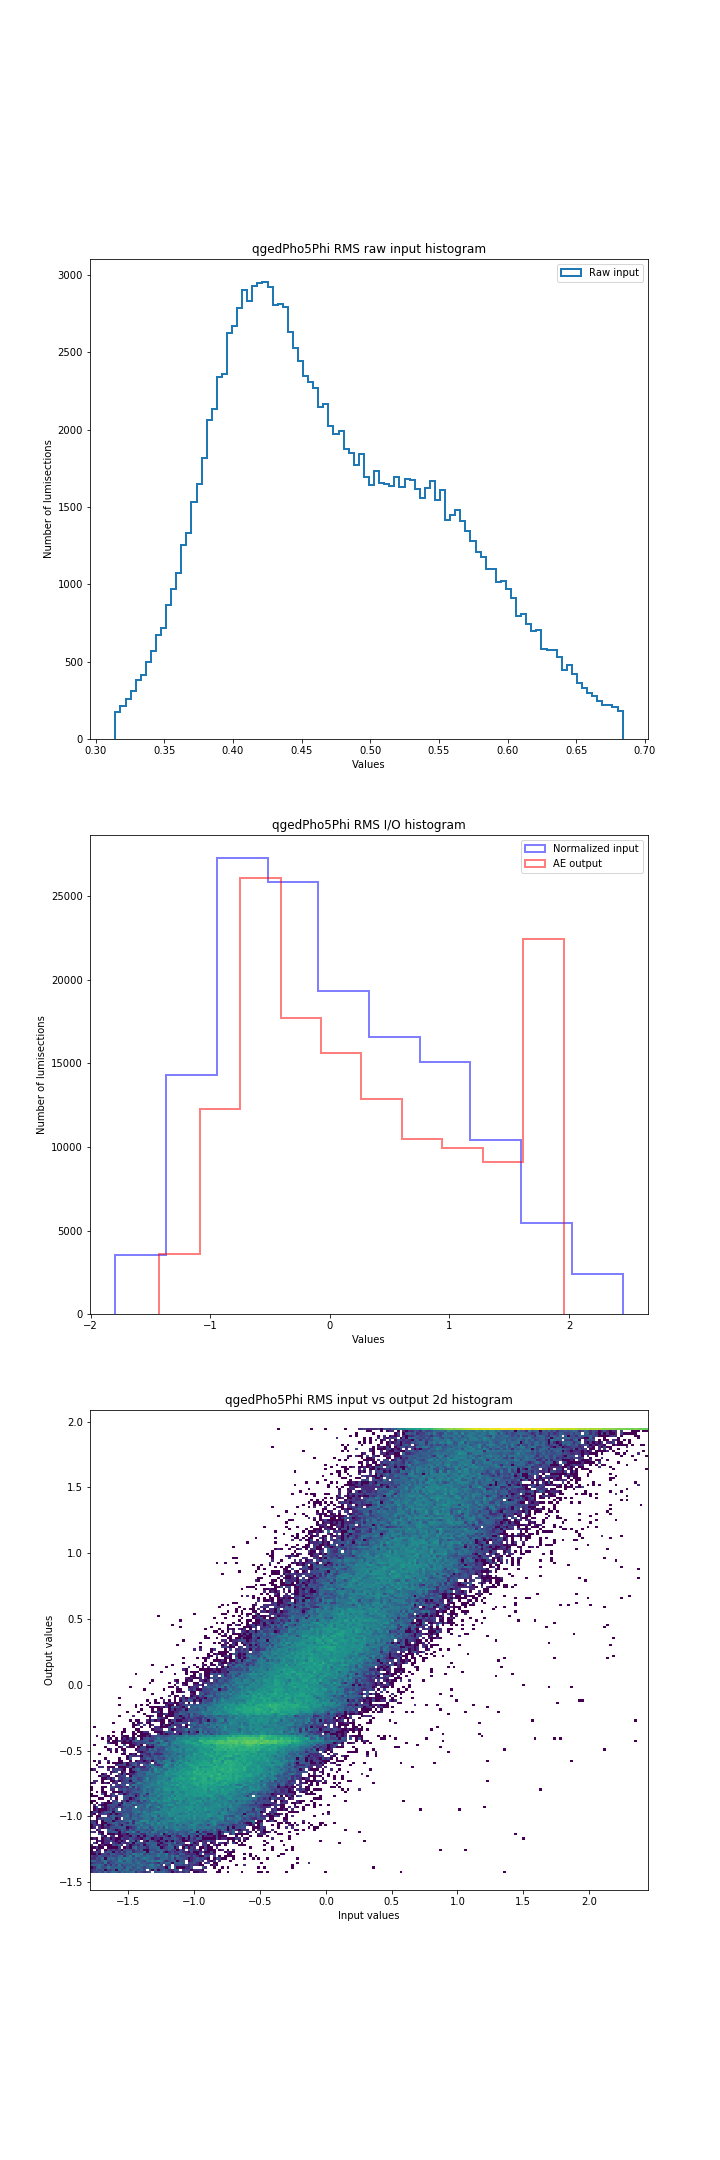 qgedPho5Phi RMS raw input histogram
Raw input
3000
2500
2000
1500
1000
500
0
Number of lumisections
0.30 0.35 0.40 0.45 0.50 0.55 0.60 0.65 0.70
Values
qgedPho5Phi RMS I/O histogram
Normalized input
AE output
25000
20000
15000
10000
5000
0
Number of lumisections
−2 −1 0 1 2
Values
qgedPho5Phi RMS input vs output 2d histogram
2.0
1.5
1.0
0.5
0.0
−0.5
−1.0
−1.5
Output values
−1.5 −1.0 −0.5 0.0 0.5 1.0 1.5 2.0
Input values